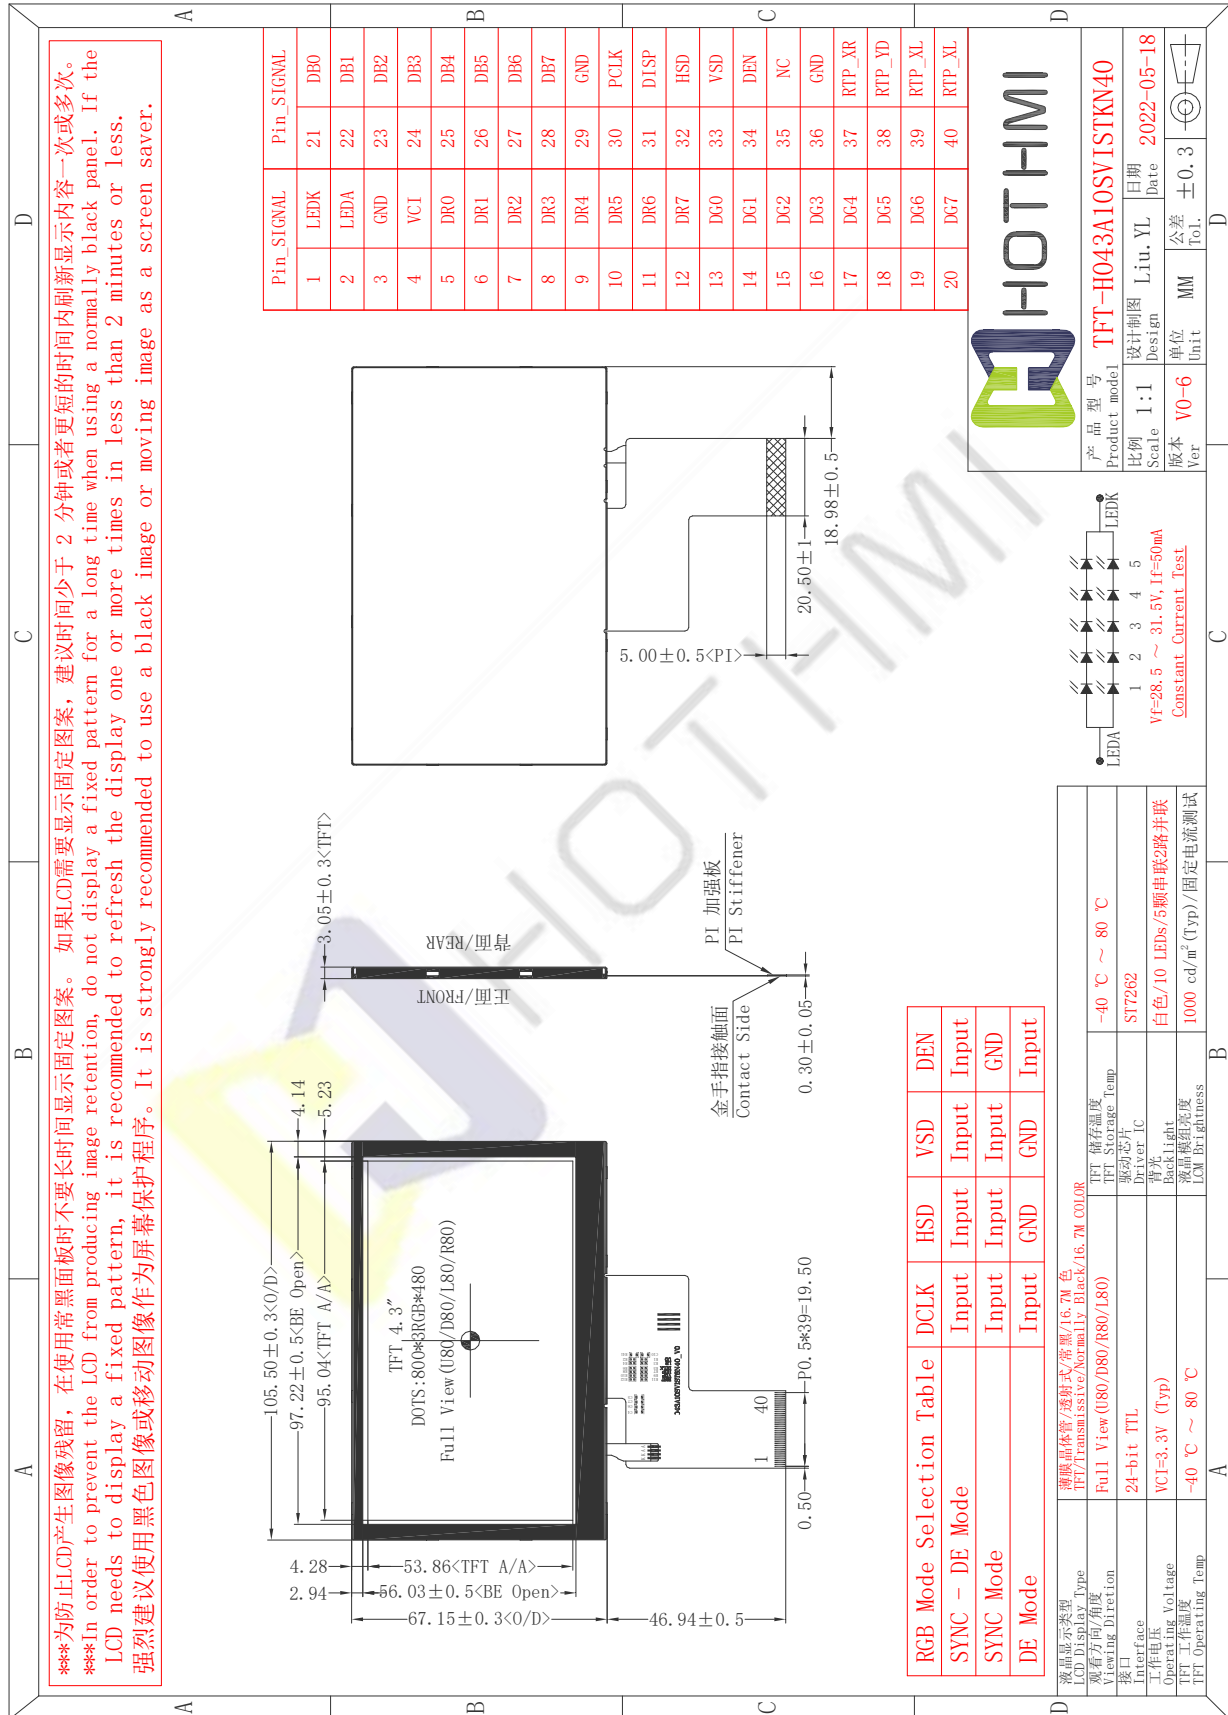 ***为防止LCD产生图像残留，在使用常黑面板时不要长时间显示固定图案。 如果LCD需要显示固定图案，建议时间少于 2 分钟或者更短的时间内刷新显示内容一次或多次。
***In order to prevent the LCD from producing image retention, do not display a fixed pattern for a long time when using a normally black panel. If the
LCD needs to display a fixed pattern, it is recommended to refresh the display one or more times in less than 2 minutes or less.
强烈建议使用黑色图像或移动图像作为屏幕保护程序。It is strongly recommended to use a black image or moving image as a screen saver.
A B C D
A B C D
105.50±0.3<O/D>
97.22±0.5<BE Open>
95.04<TFT A/A>
4.14
5.23
TFT 4.3″
DOTS:800*3RGB*480
Full View(U80/D80/L80/R80)
4.28
2.94
53.86<TFT A/A>
56.03±0.5<BE Open>
67.15±0.3<O/D>
46.94±0.5
1 40
0.50
P0.5*39=19.50
3.05±0.3<TFT>
正面/FRONT
背面/REAR
PI 加强板
PI Stiffener
金手指接触面
Contact Side
0.30±0.05
5.00±0.5<PI>
20.50±1
18.98±0.5
Pin_SIGNAL Pin_SIGNAL
1 LEDK 21 DB0
2 LEDA 22 DB1
3 GND 23 DB2
4 VCI 24 DB3
5 DR0 25 DB4
6 DR1 26 DB5
7 DR2 27 DB6
8 DR3 28 DB7
9 DR4 29 GND
10 DR5 30 PCLK
11 DR6 31 DISP
12 DR7 32 HSD
13 DG0 33 VSD
14 DG1 34 DEN
15 DG2 35 NC
16 DG3 36 GND
17 DG4 37 RTP_XR
18 DG5 38 RTP_YD
19 DG6 39 RTP_XL
20 DG7 40 RTP_XL
HOTHMI
RGB Mode Selection Table DCLK HSD VSD DEN
SYNC - DE Mode Input Input Input Input
SYNC Mode Input Input Input GND
DE Mode Input GND GND Input
液晶显示类型
LCD Display Type
薄膜晶体管/透射式/常黑/16.7M 色
TFT/Transmissive/Normally Black/16.7M COLOR
观看方向/角度
Viewing Diretion
Full View(U80/D80/R80/L80)
TFT 储存温度
TFT Storage Temp
-40 ℃ ～ 80 ℃
接口
Interface
24-bit TTL
驱动芯片
Driver IC
ST7262
工作电压
Operating Voltage
VCI=3.3V (Typ)
背光
Backlight
白色/10 LEDs/5颗串联2路并联
TFT 工作温度
TFT Operating Temp
-40 ℃ ～ 80 ℃
液晶模组亮度
LCM Brightness
1000 cd/m²(Typ)/固定电流测试
LEDA LEDK
1 2 3 4 5
Vf=28.5 ～ 31.5V,If=50mA
Constant Current Test
HOTHMI
产 品 型 号
Product model
TFT-H043A10SVISTKN40
比例
Scale
1:1
设计制图
Design
Liu.YL
日期
Date
2022-05-18
版本
Ver
V0-6
单位
Unit
MM
公差
Tol.
±0.3
A B C D
A B C D